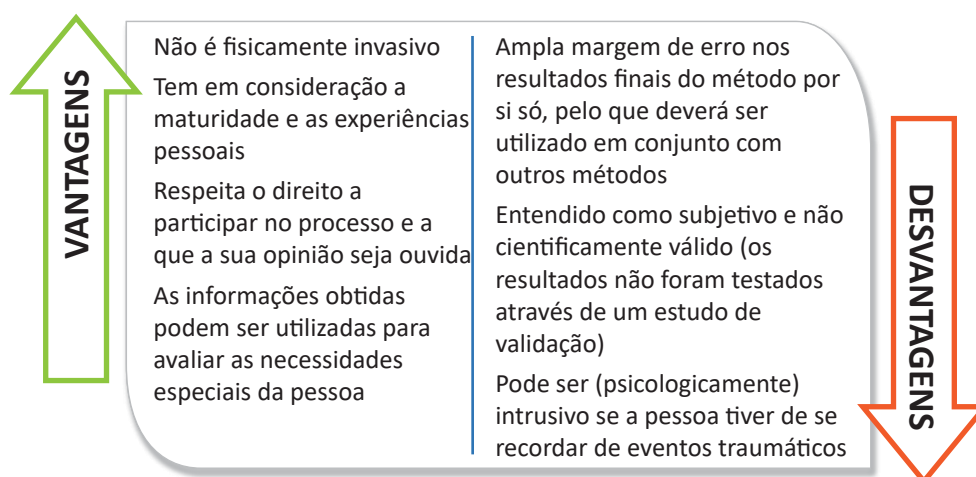 VANTAGENS
Não é fisicamente invasivo
Tem em consideração a
maturidade e as experiências
pessoais
Respeita o direito a
participar no processo e a
que a sua opinião seja ouvida
As informações obtidas
podem ser utilizadas para
avaliar as necessidades
especiais da pessoa
Ampla margem de erro nos
resultados finais do método por
si só, pelo que deverá ser
utilizado em conjunto com
outros métodos
Entendido como subjetivo e não
cientificamente válido (os
resultados não foram testados
através de um estudo de
validação)
Pode ser (psicologicamente)
intrusivo se a pessoa tiver de se
recordar de eventos traumáticos
DESVANTAGENS